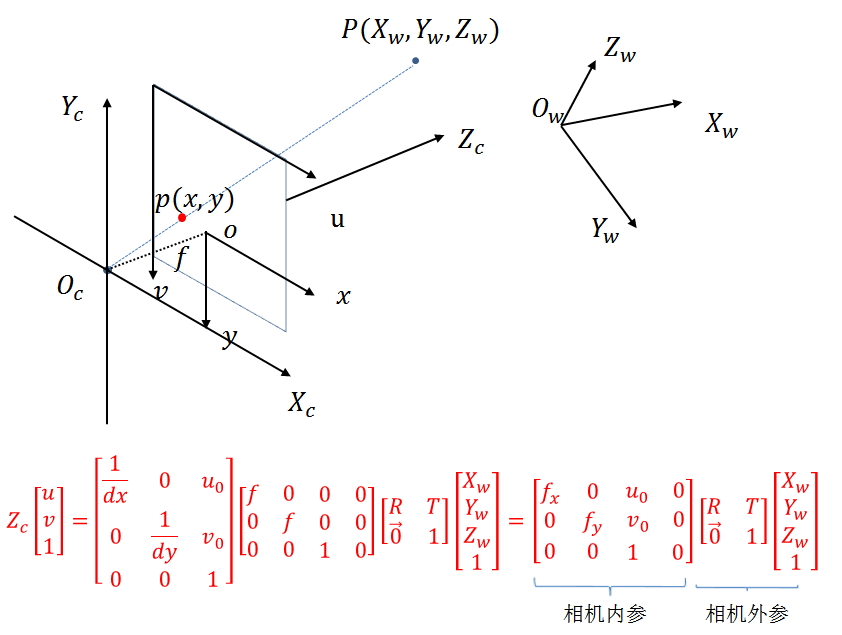 P(X_w, Y_w, Z_w)
Z_w
Y_c
O_w
X_w
Z_c
p(x, y)
u
o
Y_w
f
O_c
v
x
y
X_c
Z_c [u; v; 1] = [1/dx 0 u_0; 0 1/dy v_0; 0 0 1] [f 0 0 0; 0 f 0 0; 0 0 1 0] [R T; \vec{0} 1] [X_w; Y_w; Z_w; 1] = [f_x 0 u_0 0; 0 f_y v_0 0; 0 0 1 0] [R T; \vec{0} 1] [X_w; Y_w; Z_w; 1]
相机内参 相机外参